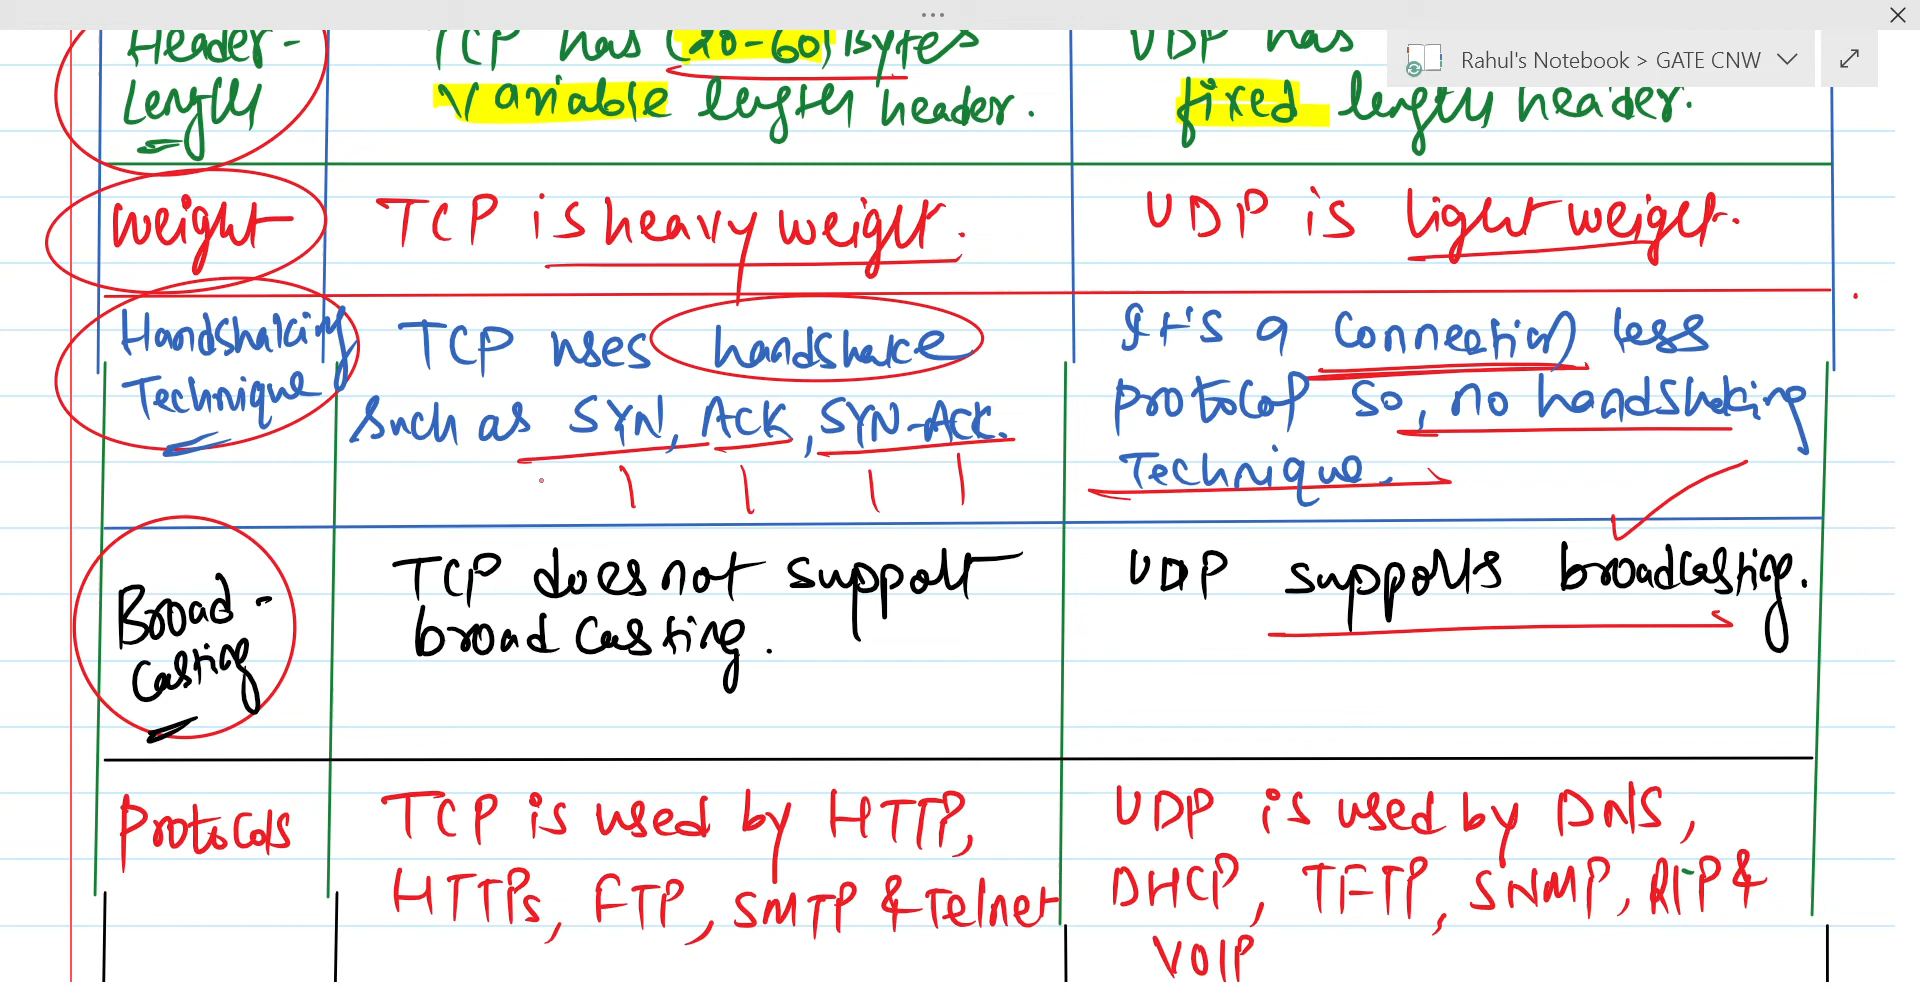 Rahul's Notebook > GATE CNW
Header-
Length
TCP has (20-60) Bytes
Variable length header.
UDP has
fixed length header.
Weight
TCP is heavy weight.
UDP is light weight.
Handshaking
Technique
TCP uses handshake
such as SYN, ACK, SYN-ACK.
It's a connection less
protocol so, no handshaking
Technique.
Broad-
casting
TCP does not support
broadcasting.
UDP supports broadcasting.
Protocols
TCP is used by HTTP,
HTTPs, FTP, SMTP & Telnet
UDP is used by DNS,
DHCP, TFTP, SNMP, RIP &
VOIP